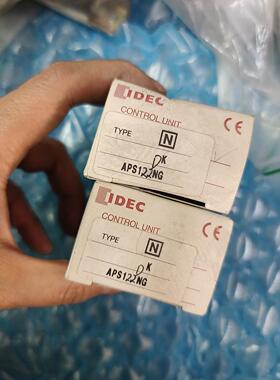 IDEC
CONTROL UNIT
CE
TYPE
N
K
APS122NG
IDEC
CONTROL UNIT
CE
TYPE
N
K
APS122NG